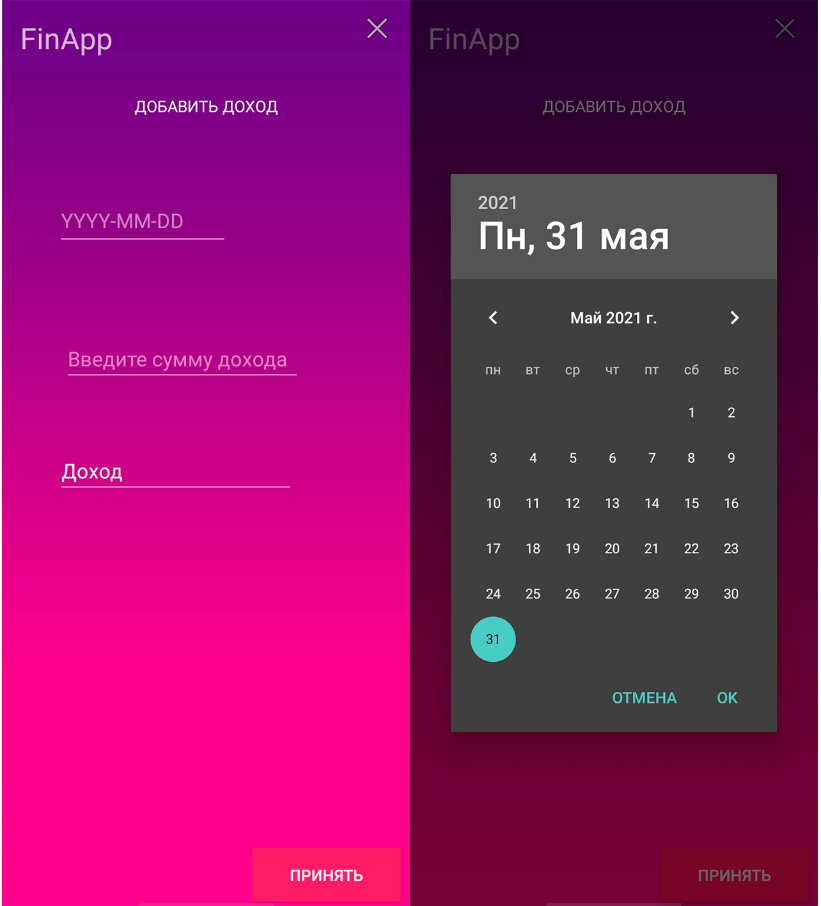 FinApp
ДОБАВИТЬ ДОХОД
YYYY-MM-DD
Введите сумму дохода
Доход
ПРИНЯТЬ
FinApp
ДОБАВИТЬ ДОХОД
2021
Пн, 31 мая
Май 2021 г.
пн вт ср чт пт сб вс
1 2
3 4 5 6 7 8 9
10 11 12 13 14 15 16
17 18 19 20 21 22 23
24 25 26 27 28 29 30
31
ОТМЕНА OK
ПРИНЯТЬ